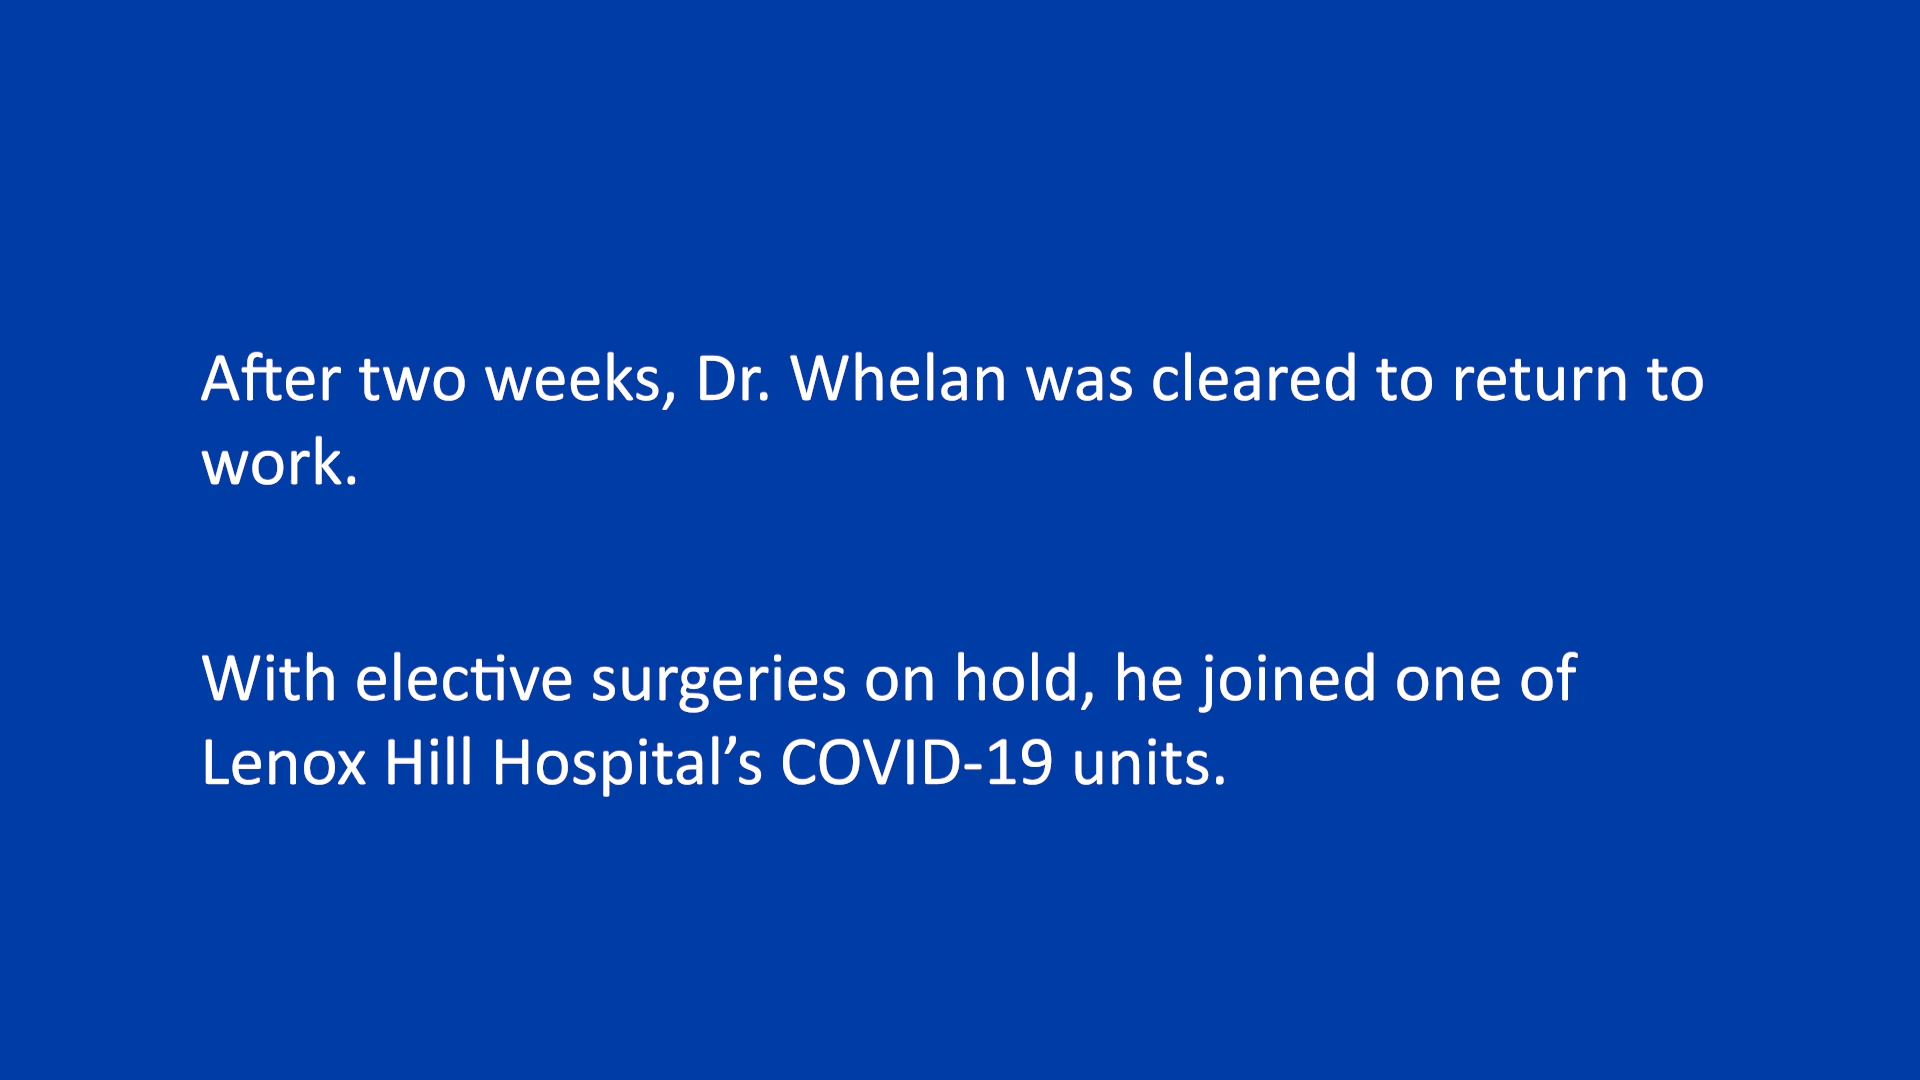 After two weeks, Dr. Whelan was cleared to return to
work.
With elective surgeries on hold, he joined one of
Lenox Hill Hospital’s COVID-19 units.